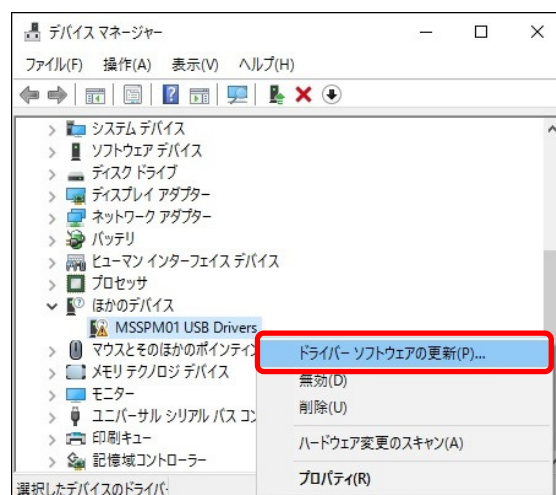 デバイス マネージャー
ファイル(F) 操作(A) 表示(V) ヘルプ(H)
システム デバイス
ソフトウェア デバイス
ディスク ドライブ
ディスプレイ アダプター
ネットワーク アダプター
バッテリ
ヒューマン インターフェイス デバイス
プロセッサ
ほかのデバイス
MSSPM01 USB Drivers
マウスとそのほかのポインティン
メモリ テクノロジ デバイス
モニター
ユニバーサル シリアル バス コン
印刷キュー
記憶域コントローラー
選択したデバイスのドライバ
ドライバー ソフトウェアの更新(P)...
無効(D)
削除(U)
ハードウェア変更のスキャン(A)
プロパティ(R)